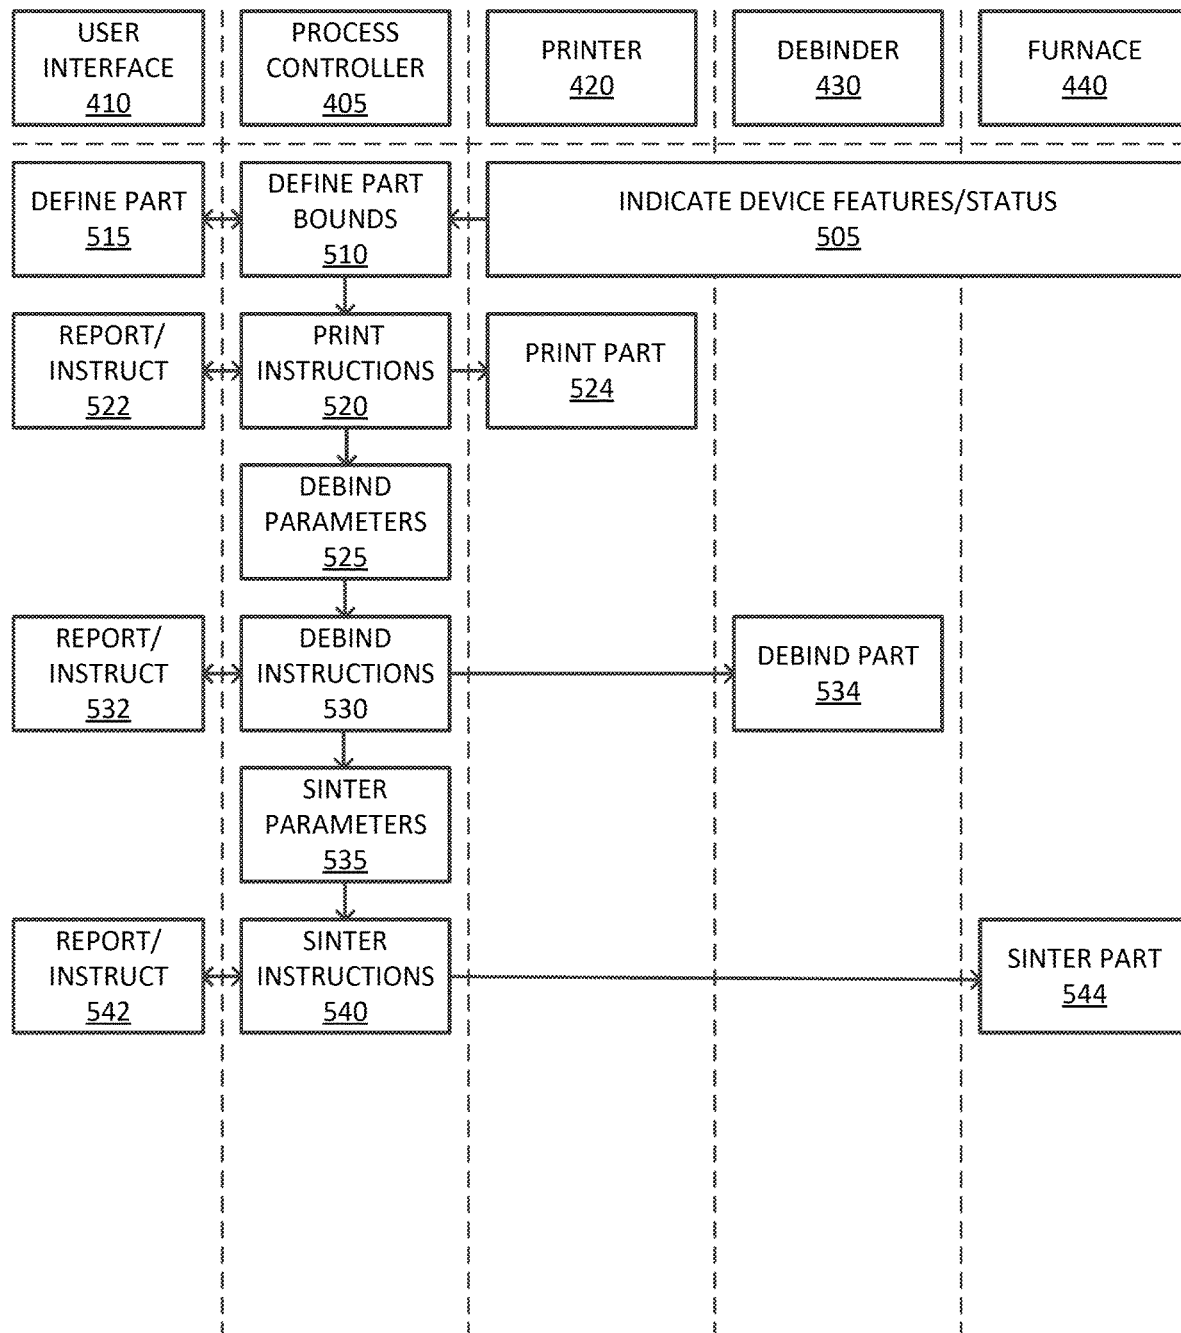 USER
INTERFACE
410
PROCESS
CONTROLLER
405
PRINTER
420
DEBINDER
430
FURNACE
440
DEFINE PART
515
DEFINE PART
BOUNDS
510
INDICATE DEVICE FEATURES/STATUS
505
REPORT/
INSTRUCT
522
PRINT
INSTRUCTIONS
520
PRINT PART
524
DEBIND
PARAMETERS
525
REPORT/
INSTRUCT
532
DEBIND
INSTRUCTIONS
530
DEBIND PART
534
SINTER
PARAMETERS
535
REPORT/
INSTRUCT
542
SINTER
INSTRUCTIONS
540
SINTER PART
544